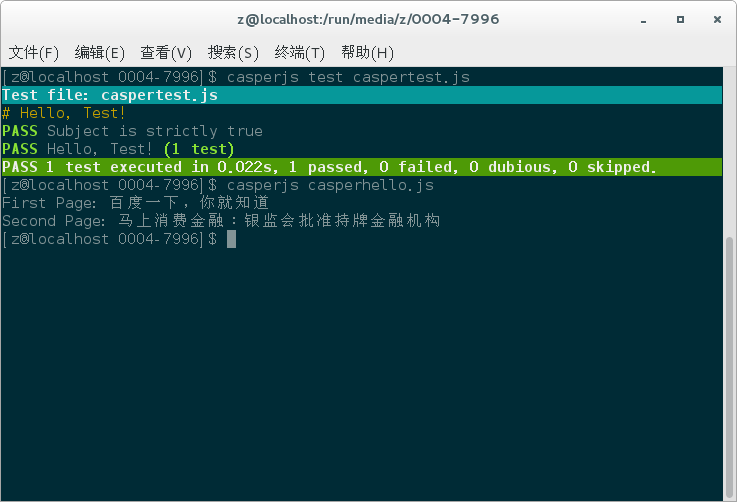 z@localhost:/run/media/z/0004-7996
文件(F) 编辑(E) 查看(V) 搜索(S) 终端(T) 帮助(H)
[z@localhost 0004-7996]$ casperjs test caspertest.js
Test file: caspertest.js
# Hello, Test!
PASS Subject is strictly true
PASS Hello, Test! (1 test)
PASS 1 test executed in 0.022s, 1 passed, 0 failed, 0 dubious, 0 skipped.
[z@localhost 0004-7996]$ casperjs casperhello.js
First Page: 百度一下，你就知道
Second Page: 马上消费金融：银监会批准持牌金融机构
[z@localhost 0004-7996]$